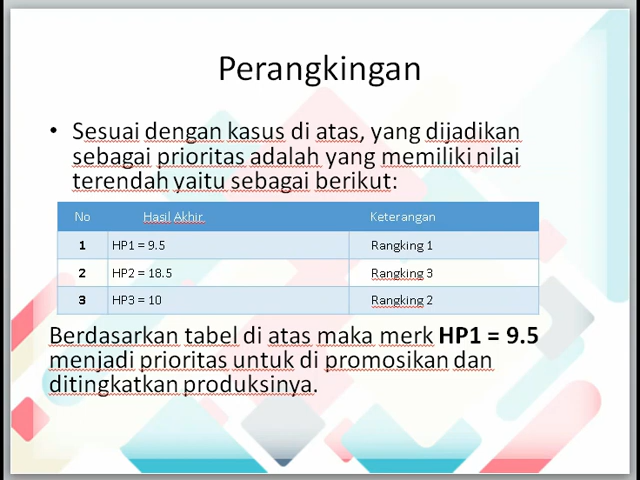 Perangkingan
• Sesuai dengan kasus di atas, yang dijadikan
sebagai prioritas adalah yang memiliki nilai
terendah yaitu sebagai berikut:
No Hasil Akhir Keterangan
1 HP1 = 9.5 Rangking 1
2 HP2 = 18.5 Rangking 3
3 HP3 = 10 Rangking 2
Berdasarkan tabel di atas maka merk HP1 = 9.5
menjadi prioritas untuk di promosikan dan
ditingkatkan produksinya.